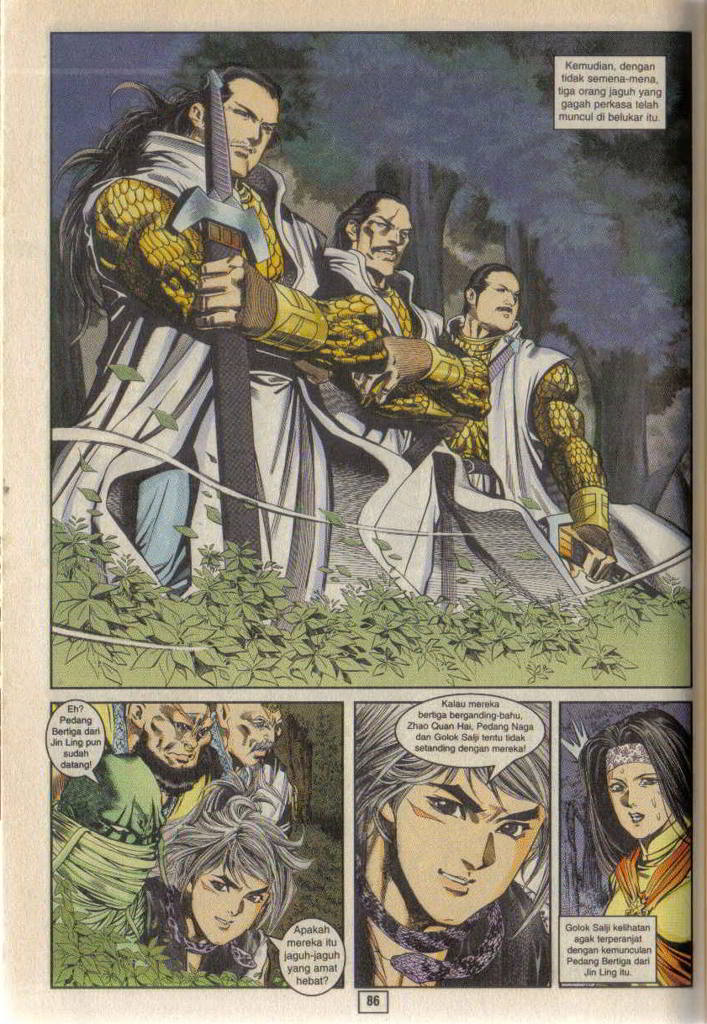 Kemudian, dengan
tidak semena-mena,
tiga orang jaguh yang
gagah perkasa telah
muncul di belukar itu.
Eh?
Pedang
Bertiga dari
Jin Ling pun
sudah
datang!
Apakah
mereka itu
jaguh-jaguh
yang amat
hebat?
Kalau mereka
bertiga berganding-bahu,
Zhao Quan Hai, Pedang Naga
dan Golok Salji tentu tidak
setanding dengan mereka!
Golok Salji kelihatan
agak terperanjat
dengan kemunculan
Pedang Bertiga dari
Jin Ling itu.
86